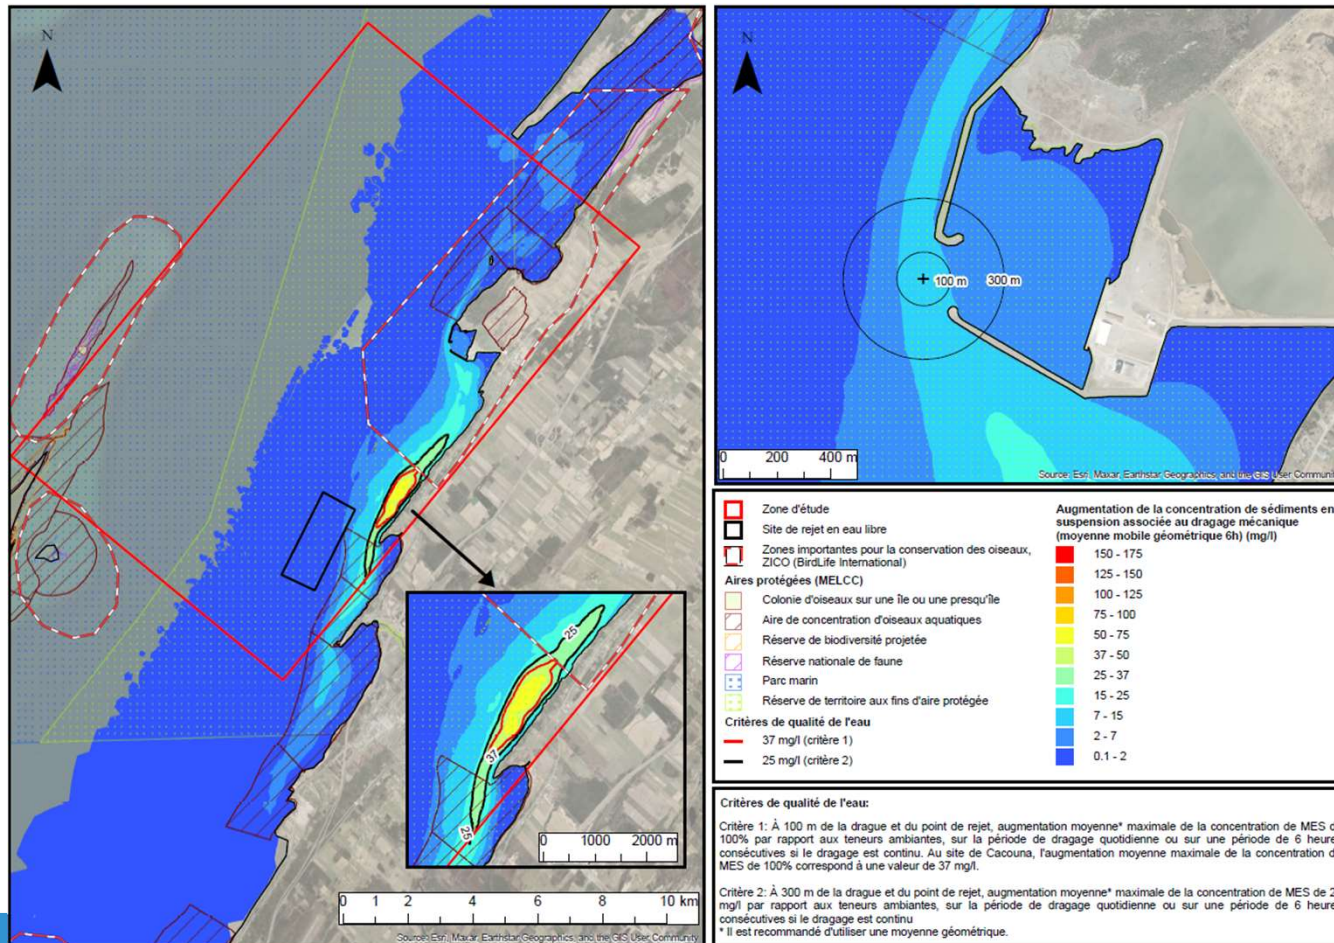 N
0 1000 2000 m
25
37
25
0 1 2 4 6 8 10 km
Source: Esri, Maxar, Earthstar Geographics, and the GIS User Community
N
100 m
300 m
0 200 400 m
Source: Esri, Maxar, Earthstar Geographics, and the GIS User Communi
Zone d'étude
Site de rejet en eau libre
Zones importantes pour la conservation des oiseaux,
ZICO (BirdLife International)
Aires protégées (MELCC)
Colonie d'oiseaux sur une île ou une presqu'île
Aire de concentration d'oiseaux aquatiques
Réserve de biodiversité projetée
Réserve nationale de faune
Parc marin
Réserve de territoire aux fins d'aire protégée
Critères de qualité de l'eau
37 mg/l (critère 1)
25 mg/l (critère 2)
Augmentation de la concentration de sédiments en
suspension associée au dragage mécanique
(moyenne mobile géométrique 6h) (mg/l)
150 - 175
125 - 150
100 - 125
75 - 100
50 - 75
37 - 50
25 - 37
15 - 25
7 - 15
2 - 7
0.1 - 2
Critères de qualité de l'eau:
Critère 1: À 100 m de la drague et du point de rejet, augmentation moyenne* maximale de la concentration de MES d
100% par rapport aux teneurs ambiantes, sur la période de dragage quotidienne ou sur une période de 6 heure
consécutives si le dragage est continu. Au site de Cacouna, l'augmentation moyenne maximale de la concentration d
MES de 100% correspond à une valeur de 37 mg/l.
Critère 2: À 300 m de la drague et du point de rejet, augmentation moyenne* maximale de la concentration de MES de 2
mg/l par rapport aux teneurs ambiantes, sur la période de dragage quotidienne ou sur une période de 6 heure
consécutives si le dragage est continu
* Il est recommandé d'utiliser une moyenne géométrique.